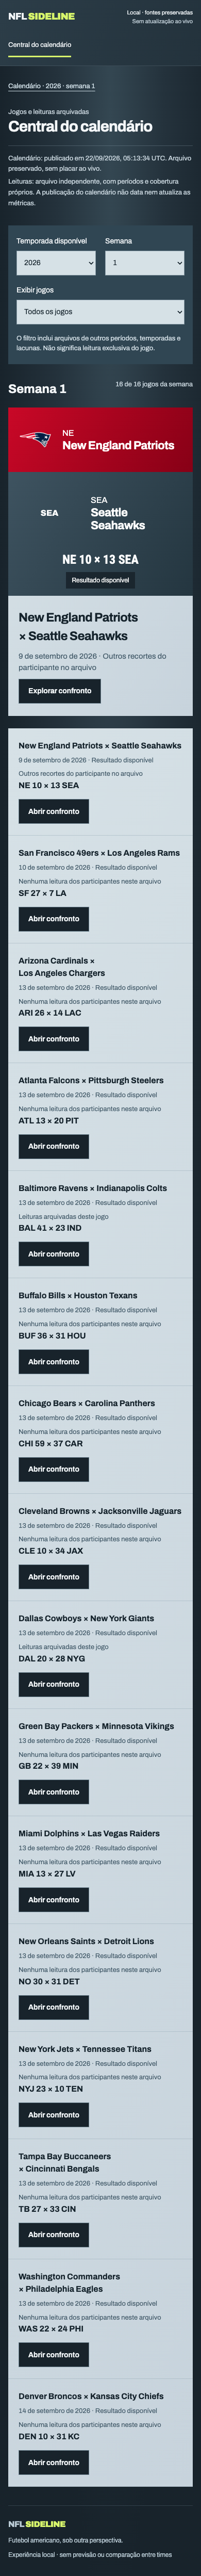 NFL SIDELINE
Local · fontes preservadas
Sem atualização ao vivo
Central do calendário
Calendário · 2026 · semana 1
Jogos e leituras arquivadas
Central do calendário
Calendário: publicado em 22/09/2026, 05:13:34 UTC. Arquivo
preservado, sem placar ao vivo.
Leituras: arquivo independente, com períodos e cobertura
próprios. A publicação do calendário não data nem atualiza as
métricas.
Temporada disponível
Semana
2026
1
Exibir jogos
Todos os jogos
O filtro inclui arquivos de outros períodos, temporadas e
lacunas. Não significa leitura exclusiva do jogo.
Semana 1
16 de 16 jogos da semana
NE
New England Patriots
SEA
SEA
Seattle
Seahawks
NE 10 × 13 SEA
Resultado disponível
New England Patriots
× Seattle Seahawks
9 de setembro de 2026 · Outros recortes do
participante no arquivo
Explorar confronto
New England Patriots × Seattle Seahawks
9 de setembro de 2026 · Resultado disponível
Outros recortes do participante no arquivo
NE 10 × 13 SEA
Abrir confronto
San Francisco 49ers × Los Angeles Rams
10 de setembro de 2026 · Resultado disponível
Nenhuma leitura dos participantes neste arquivo
SF 27 × 7 LA
Abrir confronto
Arizona Cardinals ×
Los Angeles Chargers
13 de setembro de 2026 · Resultado disponível
Nenhuma leitura dos participantes neste arquivo
ARI 26 × 14 LAC
Abrir confronto
Atlanta Falcons × Pittsburgh Steelers
13 de setembro de 2026 · Resultado disponível
Nenhuma leitura dos participantes neste arquivo
ATL 13 × 20 PIT
Abrir confronto
Baltimore Ravens × Indianapolis Colts
13 de setembro de 2026 · Resultado disponível
Leituras arquivadas deste jogo
BAL 41 × 23 IND
Abrir confronto
Buffalo Bills × Houston Texans
13 de setembro de 2026 · Resultado disponível
Nenhuma leitura dos participantes neste arquivo
BUF 36 × 31 HOU
Abrir confronto
Chicago Bears × Carolina Panthers
13 de setembro de 2026 · Resultado disponível
Nenhuma leitura dos participantes neste arquivo
CHI 59 × 37 CAR
Abrir confronto
Cleveland Browns × Jacksonville Jaguars
13 de setembro de 2026 · Resultado disponível
Nenhuma leitura dos participantes neste arquivo
CLE 10 × 34 JAX
Abrir confronto
Dallas Cowboys × New York Giants
13 de setembro de 2026 · Resultado disponível
Leituras arquivadas deste jogo
DAL 20 × 28 NYG
Abrir confronto
Green Bay Packers × Minnesota Vikings
13 de setembro de 2026 · Resultado disponível
Nenhuma leitura dos participantes neste arquivo
GB 22 × 39 MIN
Abrir confronto
Miami Dolphins × Las Vegas Raiders
13 de setembro de 2026 · Resultado disponível
Nenhuma leitura dos participantes neste arquivo
MIA 13 × 27 LV
Abrir confronto
New Orleans Saints × Detroit Lions
13 de setembro de 2026 · Resultado disponível
Nenhuma leitura dos participantes neste arquivo
NO 30 × 31 DET
Abrir confronto
New York Jets × Tennessee Titans
13 de setembro de 2026 · Resultado disponível
Nenhuma leitura dos participantes neste arquivo
NYJ 23 × 10 TEN
Abrir confronto
Tampa Bay Buccaneers
× Cincinnati Bengals
13 de setembro de 2026 · Resultado disponível
Nenhuma leitura dos participantes neste arquivo
TB 27 × 33 CIN
Abrir confronto
Washington Commanders
× Philadelphia Eagles
13 de setembro de 2026 · Resultado disponível
Nenhuma leitura dos participantes neste arquivo
WAS 22 × 24 PHI
Abrir confronto
Denver Broncos × Kansas City Chiefs
14 de setembro de 2026 · Resultado disponível
Nenhuma leitura dos participantes neste arquivo
DEN 10 × 31 KC
Abrir confronto
NFL SIDELINE
Futebol americano, sob outra perspectiva.
Experiência local · sem previsão ou comparação entre times